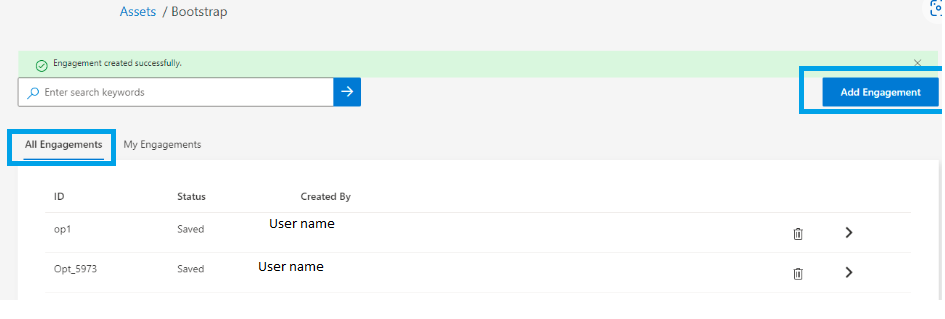 Assets / Bootstrap
Engagement created successfully.
Enter search keywords
Add Engagement
All Engagements My Engagements
ID Status Created By
op1 Saved User name
Opt_5973 Saved User name